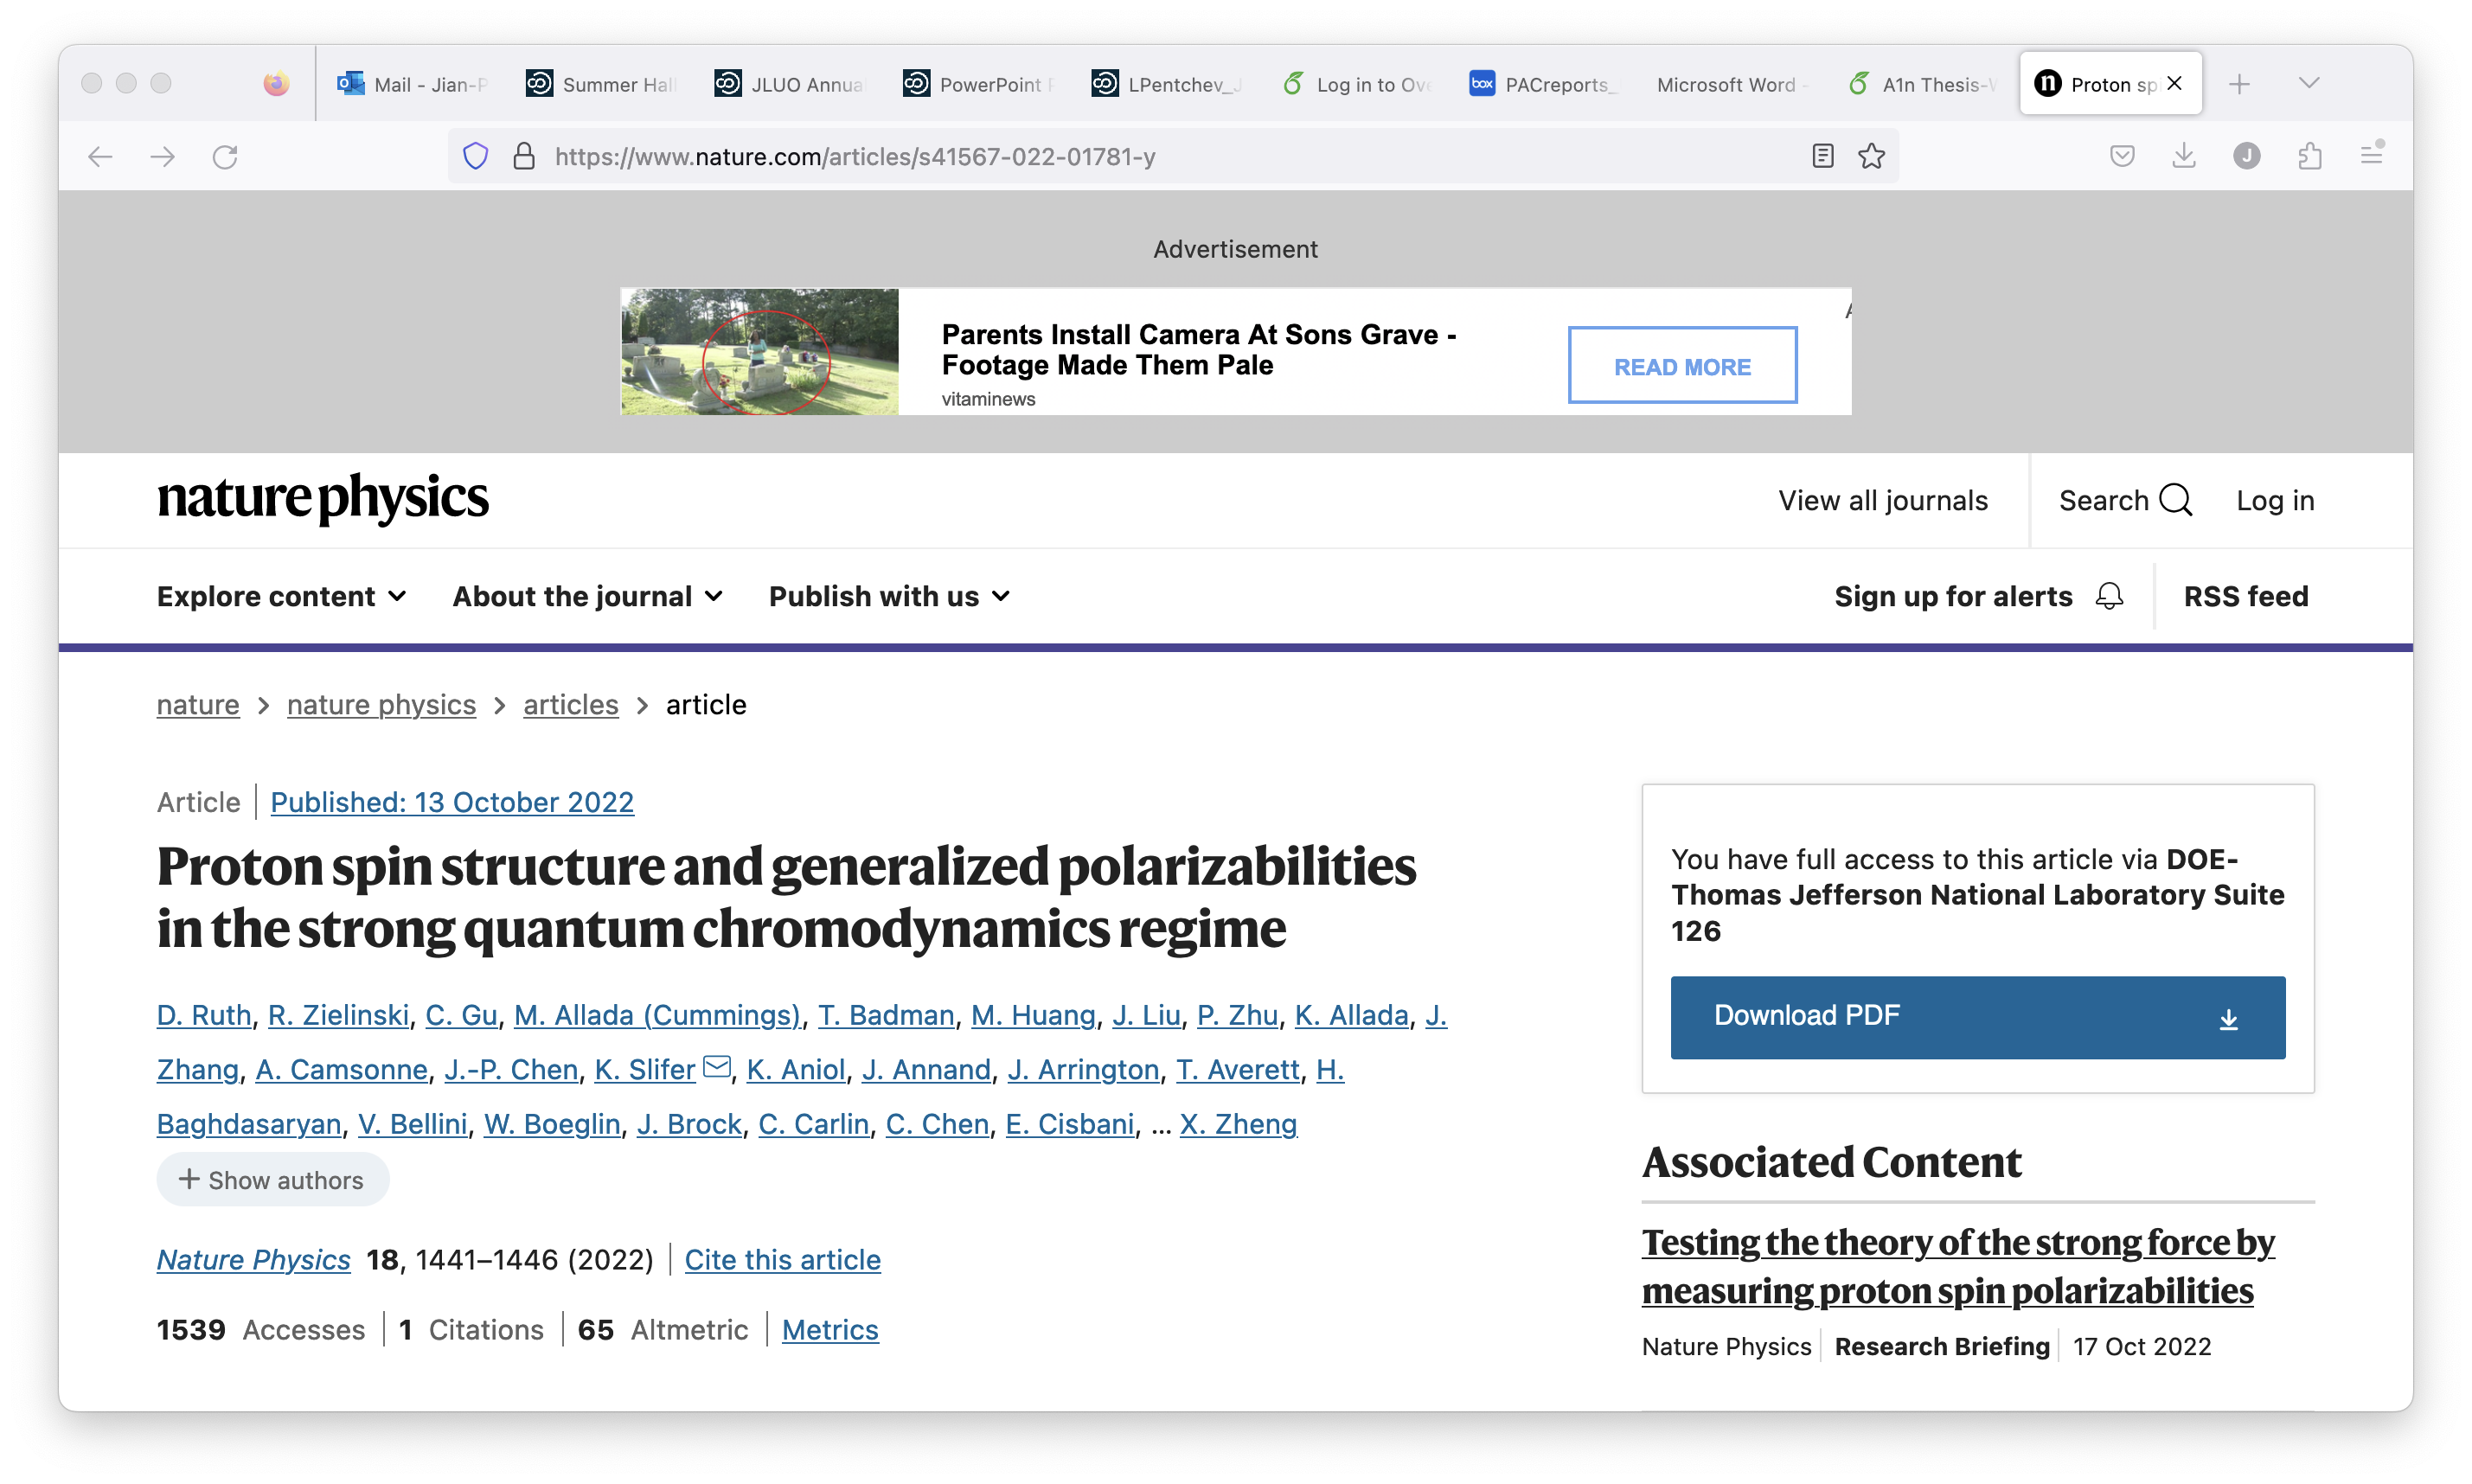 Mail - Jian-P
Summer Hall
JLUO Annua
PowerPoint
LPentchev_J
Log in to Ove
box PACreports_
Microsoft Word -
A1n Thesis-W
n Proton sp
https://www.nature.com/articles/s41567-022-01781-y
J
Advertisement
Parents Install Camera At Sons Grave -
Footage Made Them Pale
vitaminews
READ MORE
nature physics
View all journals
Search
Log in
Explore content
About the journal
Publish with us
Sign up for alerts
RSS feed
nature > nature physics > articles > article
Article | Published: 13 October 2022
Proton spin structure and generalized polarizabilities
in the strong quantum chromodynamics regime
D. Ruth, R. Zielinski, C. Gu, M. Allada (Cummings), T. Badman, M. Huang, J. Liu, P. Zhu, K. Allada, J.
Zhang, A. Camsonne, J.-P. Chen, K. Slifer, K. Aniol, J. Annand, J. Arrington, T. Averett, H.
Baghdasaryan, V. Bellini, W. Boeglin, J. Brock, C. Carlin, C. Chen, E. Cisbani, ... X. Zheng
+ Show authors
Nature Physics 18, 1441–1446 (2022) | Cite this article
1539 Accesses | 1 Citations | 65 Altmetric | Metrics
You have full access to this article via DOE-
Thomas Jefferson National Laboratory Suite
126
Download PDF
Associated Content
Testing the theory of the strong force by
measuring proton spin polarizabilities
Nature Physics | Research Briefing | 17 Oct 2022